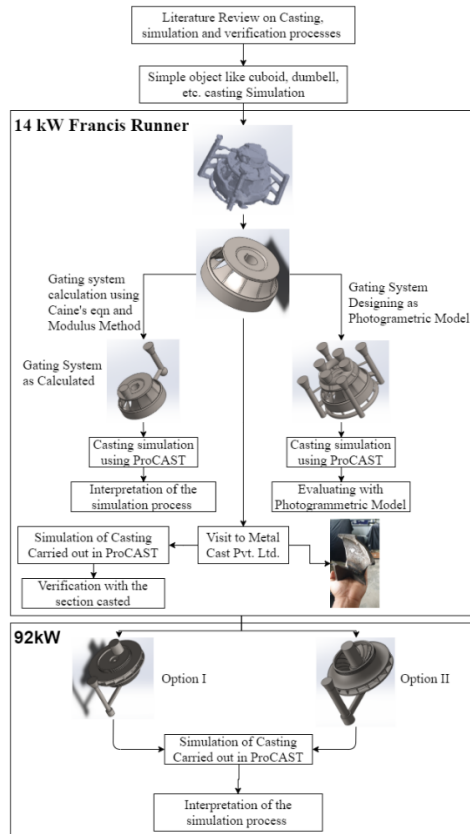 Literature Review on Casting,
simulation and verification processes
Simple object like cuboid, dumbell,
etc. casting Simulation
14 kW Francis Runner
Gating system
calculation using
Caine's eqn and
Modulus Method
Gating System
Designing as
Photogrametric Model
Gating System
as Calculated
Casting simulation
using ProCAST
Casting simulation
using ProCAST
Interpretation of the
simulation process
Evaluating with
Photogrammetric Model
Simulation of Casting
Carried out in ProCAST
Visit to Metal
Cast Pvt. Ltd.
Verification with the
section casted
92kW
Option I
Option II
Simulation of Casting
Carried out in ProCAST
Interpretation of the
simulation process